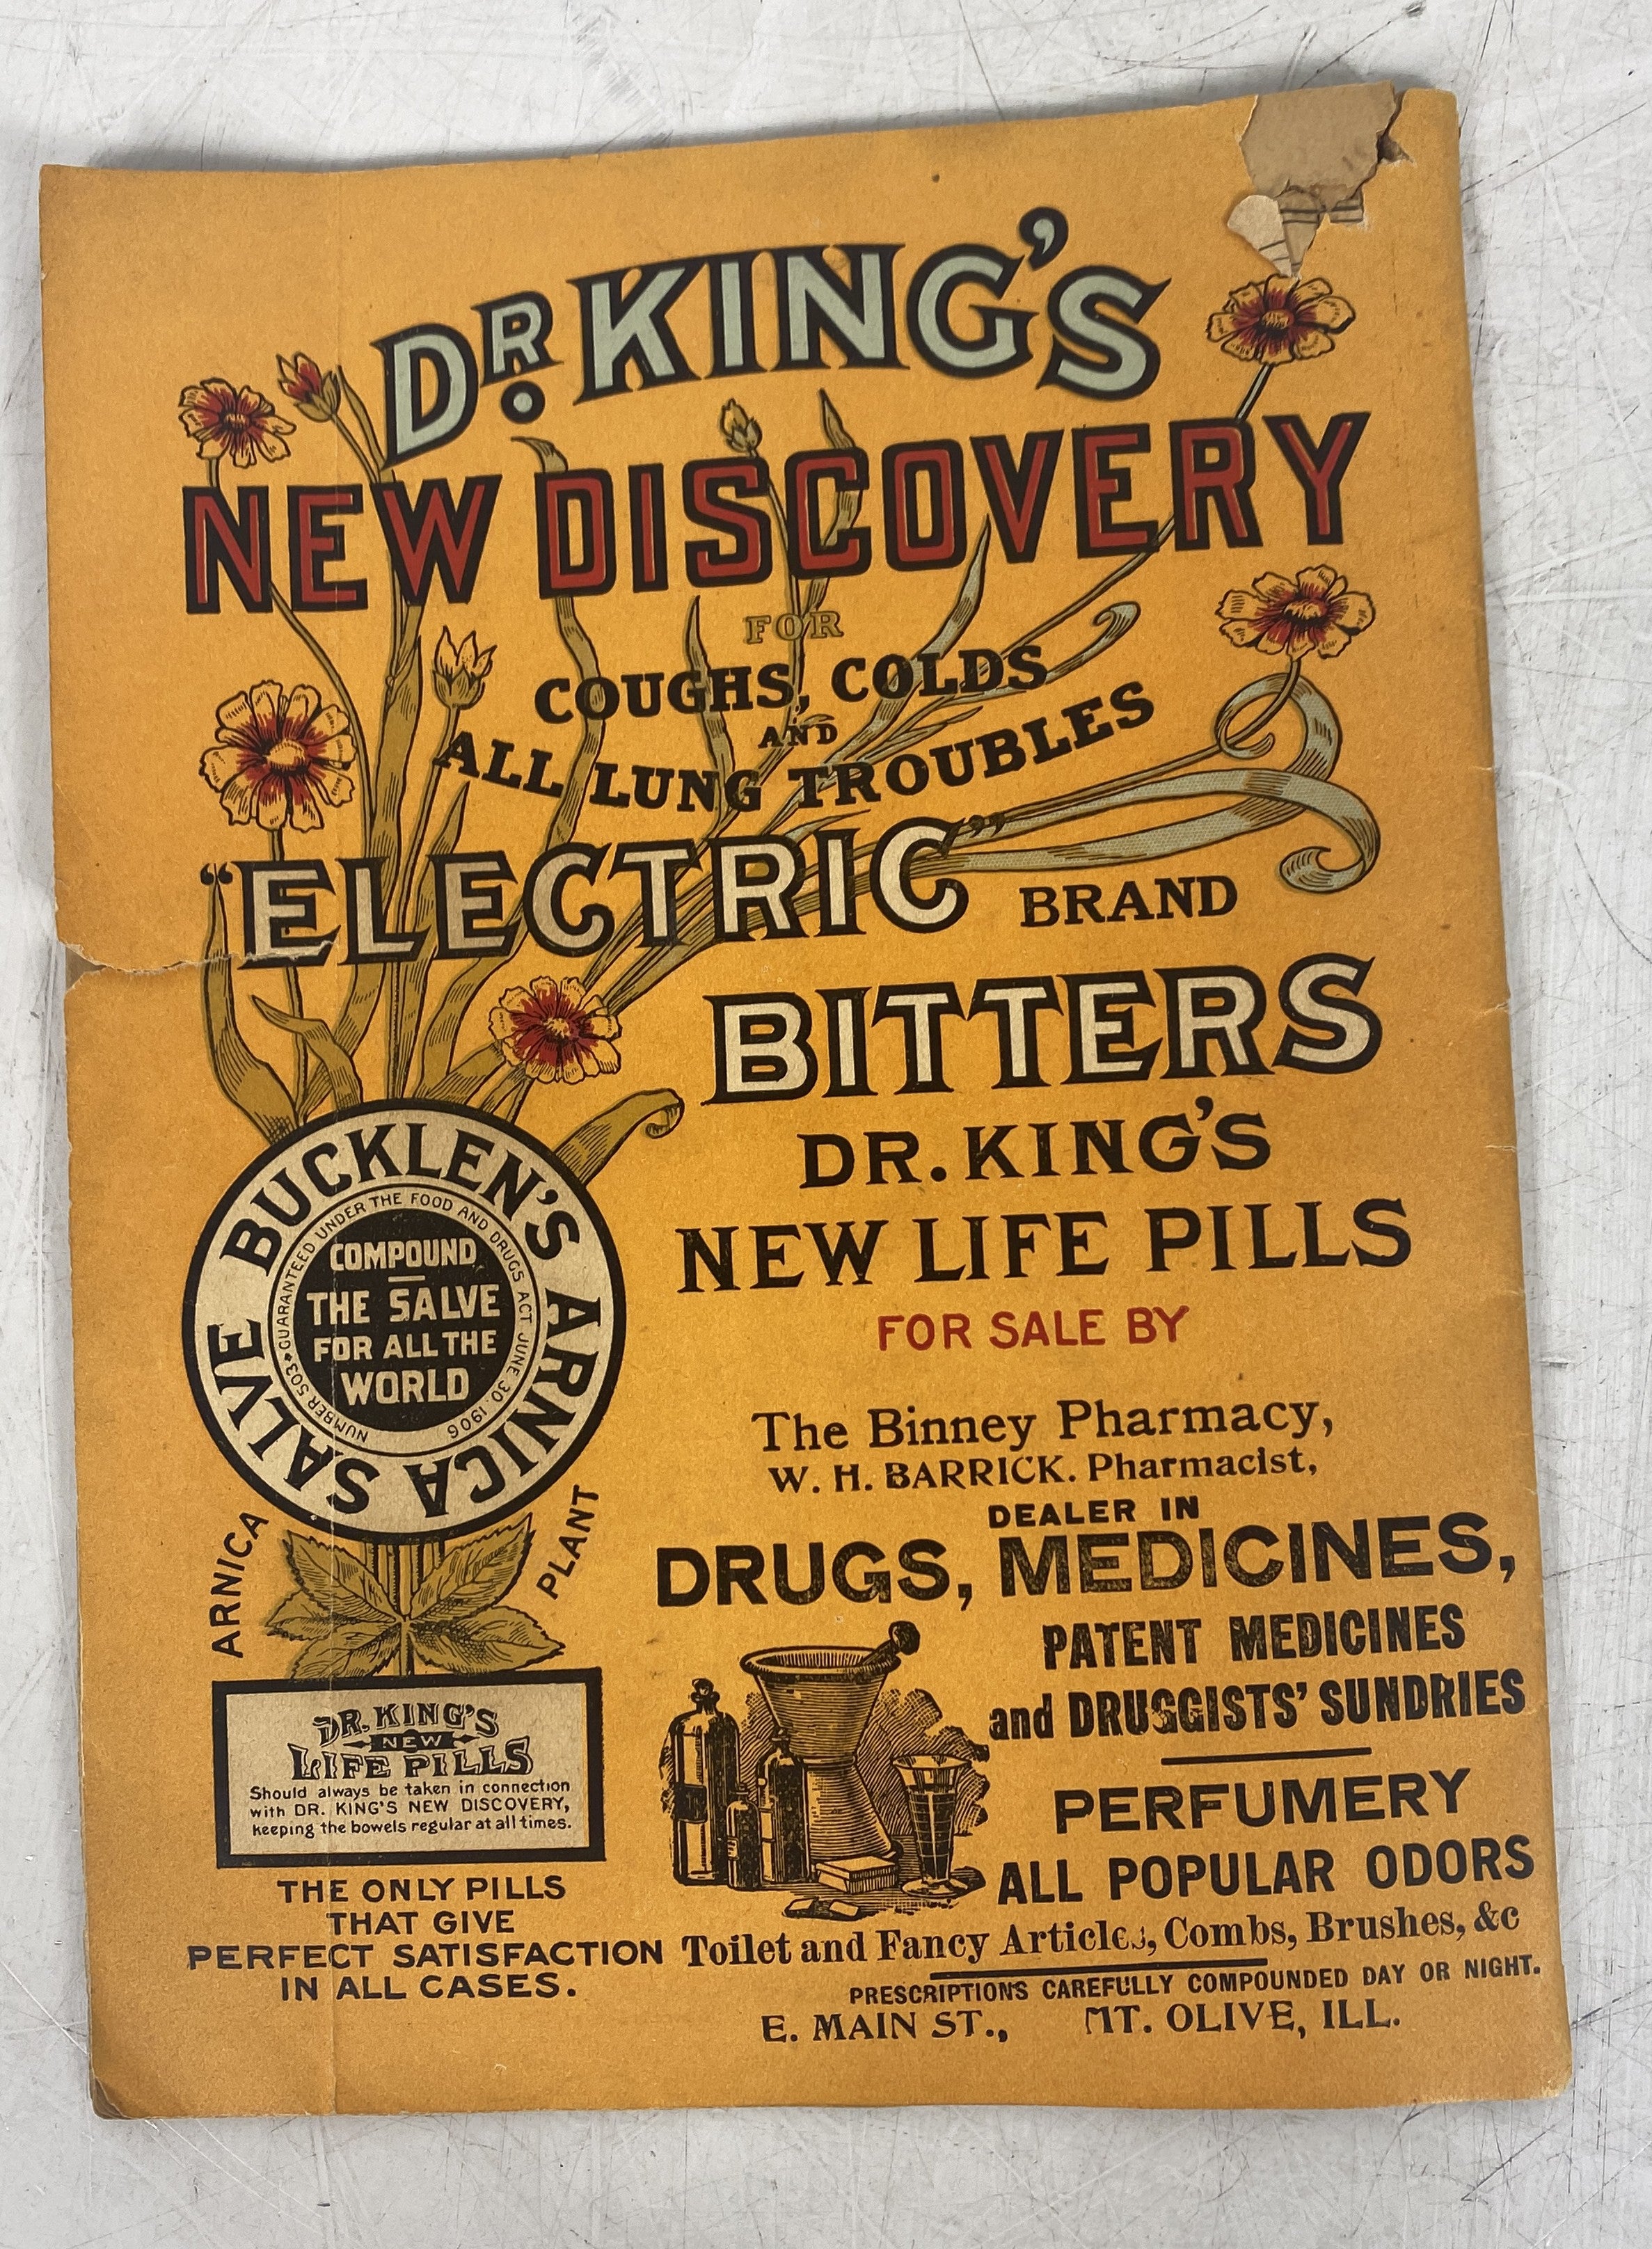 DR. KING'S
NEW DISCOVERY
FOR
COUGHS, COLDS
AND
ALL LUNG TROUBLES
"ELECTRIC" BRAND
BITTERS
DR. KING'S
NEW LIFE PILLS
FOR SALE BY
The Binney Pharmacy,
W. H. BARRICK. Pharmacist,
DEALER IN
DRUGS, MEDICINES,
PATENT MEDICINES
and DRUGGISTS' SUNDRIES
PERFUMERY
ALL POPULAR ODORS
Toilet and Fancy Articles, Combs, Brushes, &c
PRESCRIPTIONS CAREFULLY COMPOUNDED DAY OR NIGHT.
E. MAIN ST., MT. OLIVE, ILL.
BUCKLEN'S ARNICA SALVE
GUARANTEED UNDER THE FOOD AND DRUGS ACT JUNE 30, 1906
NUMBER 503
COMPOUND
THE SALVE
FOR ALL THE
WORLD
ARNICA PLANT
DR. KING'S
NEW
LIFE PILLS
Should always be taken in connection
with DR. KING'S NEW DISCOVERY,
keeping the bowels regular at all times.
THE ONLY PILLS
THAT GIVE
PERFECT SATISFACTION
IN ALL CASES.